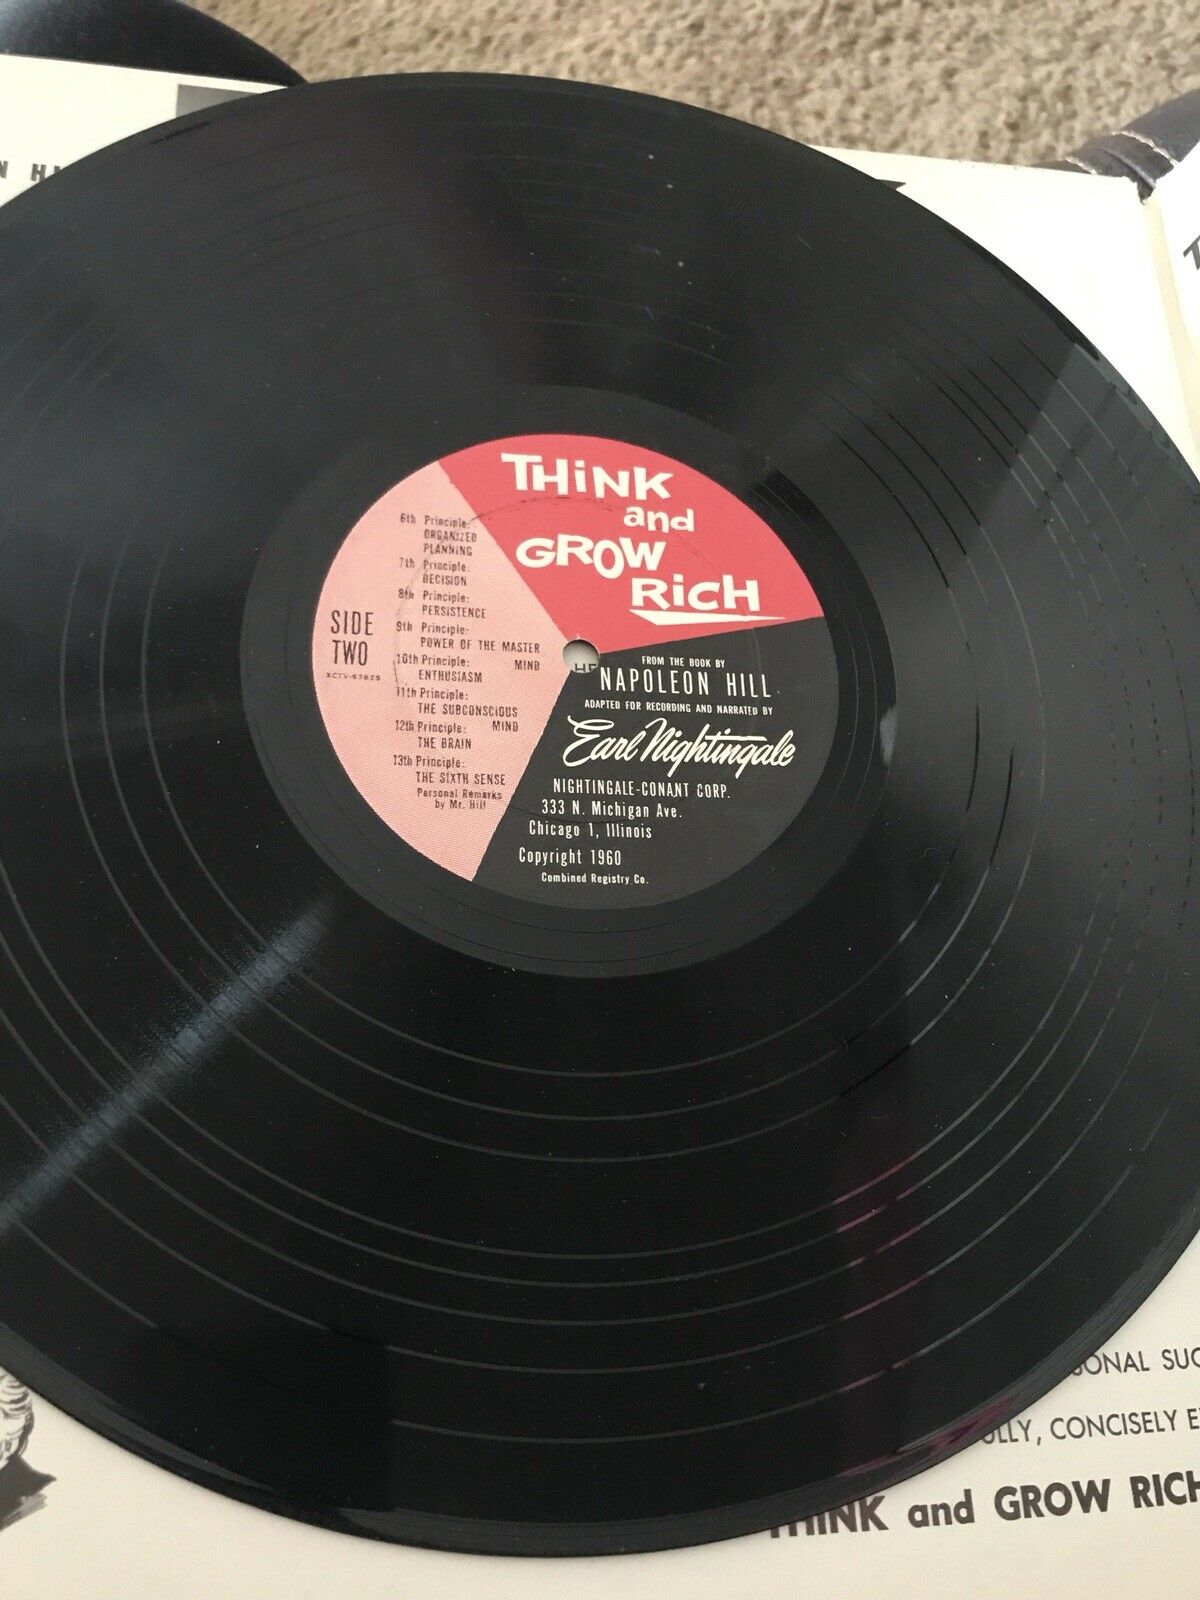 THiNK
and
GROW
RiCH
SIDE
TWO
XCTV-63825
6th Principle:
ORGANIZED
PLANNING
7th Principle:
DECISION
8th Principle:
PERSISTENCE
9th Principle:
POWER OF THE MASTER
MIND
10th Principle:
ENTHUSIASM
11th Principle:
THE SUBCONSCIOUS
MIND
12th Principle:
THE BRAIN
13th Principle:
THE SIXTH SENSE
Personal Remarks
by Mr. Hill
FROM THE BOOK BY
NAPOLEON HILL
ADAPTED FOR RECORDING AND NARRATED BY
Earl Nightingale
NIGHTINGALE-CONANT CORP.
333 N. Michigan Ave.
Chicago 1, Illinois
Copyright 1960
Combined Registry Co.
CONCISELY
THINK and GROW RICH